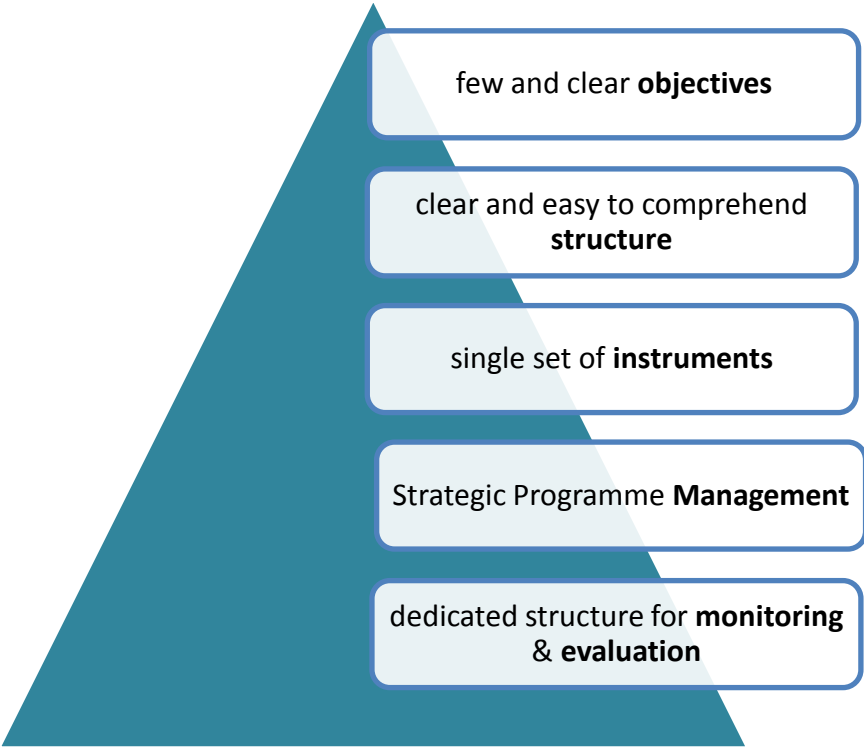 few and clear objectives
clear and easy to comprehend
structure
single set of instruments
Strategic Programme Management
dedicated structure for monitoring
& evaluation